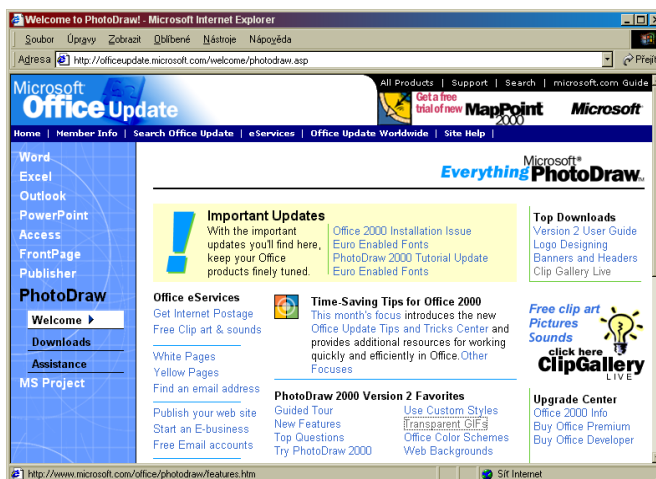 Welcome to PhotoDraw! - Microsoft Internet Explorer
Soubor Úpravy Zobrazit Oblíbené Nástroje Nápověda
Adresa http://officeupdate.microsoft.com/welcome/photodraw.asp Přejít
All Products | Support | Search | microsoft.com Guide
Microsoft
Office Update
Get a free
trial of new MapPoint
2000
Microsoft
Home | Member Info | Search Office Update | eServices | Office Update Worldwide | Site Help |
Word
Excel
Outlook
PowerPoint
Access
FrontPage
Publisher
PhotoDraw
Welcome
Downloads
Assistance
MS Project
Microsoft®
Everything PhotoDraw™
Important Updates
With the important
updates you'll find here,
keep your Office
products finely tuned.
Office 2000 Installation Issue
Euro Enabled Fonts
PhotoDraw 2000 Tutorial Update
Euro Enabled Fonts
Top Downloads
Version 2 User Guide
Logo Designing
Banners and Headers
Clip Gallery Live
Office eServices
Get Internet Postage
Free Clip art & sounds
White Pages
Yellow Pages
Find an email address
Publish your web site
Start an E-business
Free Email accounts
Time-Saving Tips for Office 2000
This month's focus introduces the new
Office Update Tips and Tricks Center and
provides additional resources for working
quickly and efficiently in Office.Other
Focuses
PhotoDraw 2000 Version 2 Favorites
Guided Tour
New Features
Top Questions
Try PhotoDraw 2000
Use Custom Styles
Transparent GIFs
Office Color Schemes
Web Backgrounds
Free clip art
Pictures
Sounds
click here
ClipGallery
LIVE
Upgrade Center
Office 2000 Info
Buy Office Premium
Buy Office Developer
http://www.microsoft.com/office/photodraw/features.htm
Síť Internet